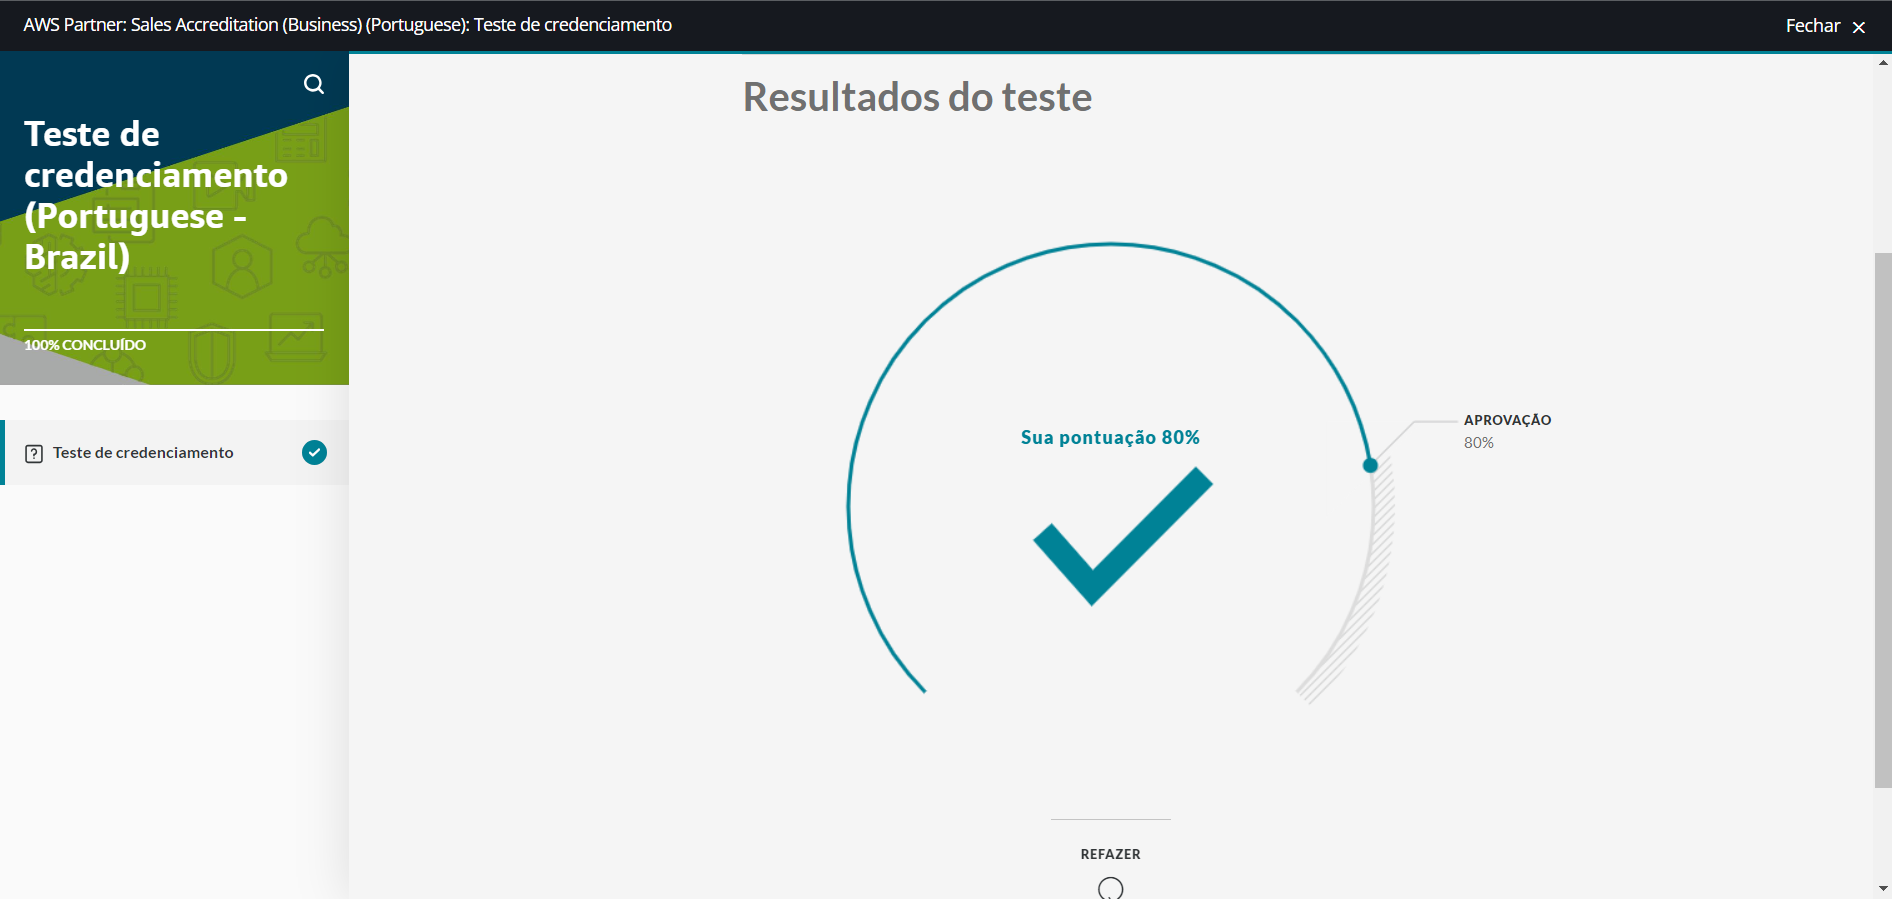 AWS Partner: Sales Accreditation (Business) (Portuguese): Teste de credenciamento
Fechar
Teste de
credenciamento
(Portuguese -
Brazil)
100% CONCLUÍDO
Teste de credenciamento
Resultados do teste
Sua pontuação 80%
APROVAÇÃO
80%
REFAZER